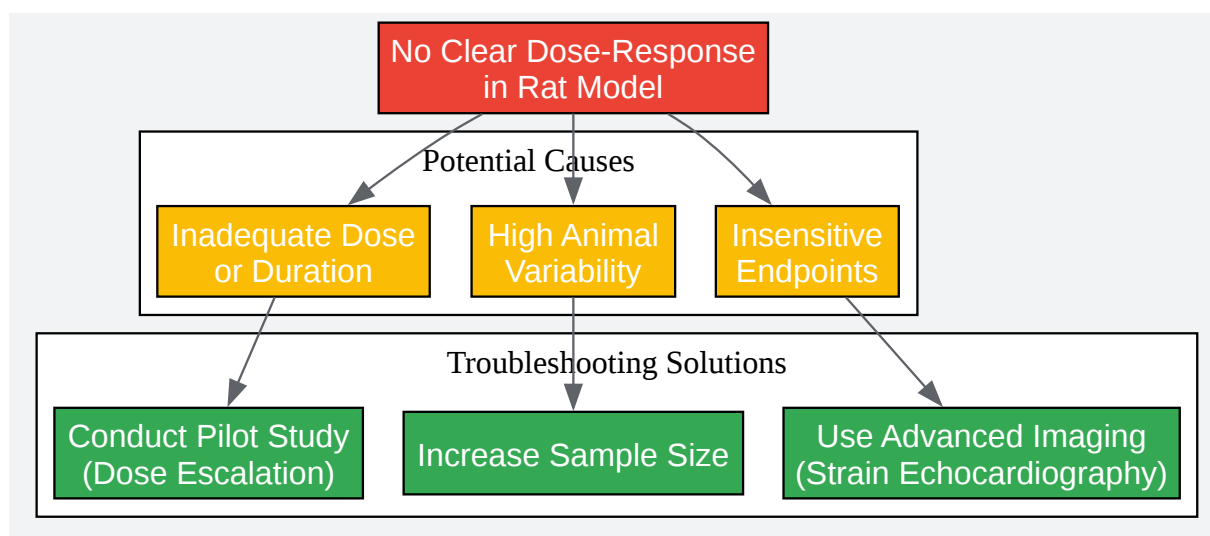 No Clear Dose-Response
in Rat Model
Potential Causes
Inadequate Dose
or Duration
High Animal
Variability
Insensitive
Endpoints
Troubleshooting Solutions
Conduct Pilot Study
(Dose Escalation)
Increase Sample Size
Use Advanced Imaging
(Strain Echocardiography)